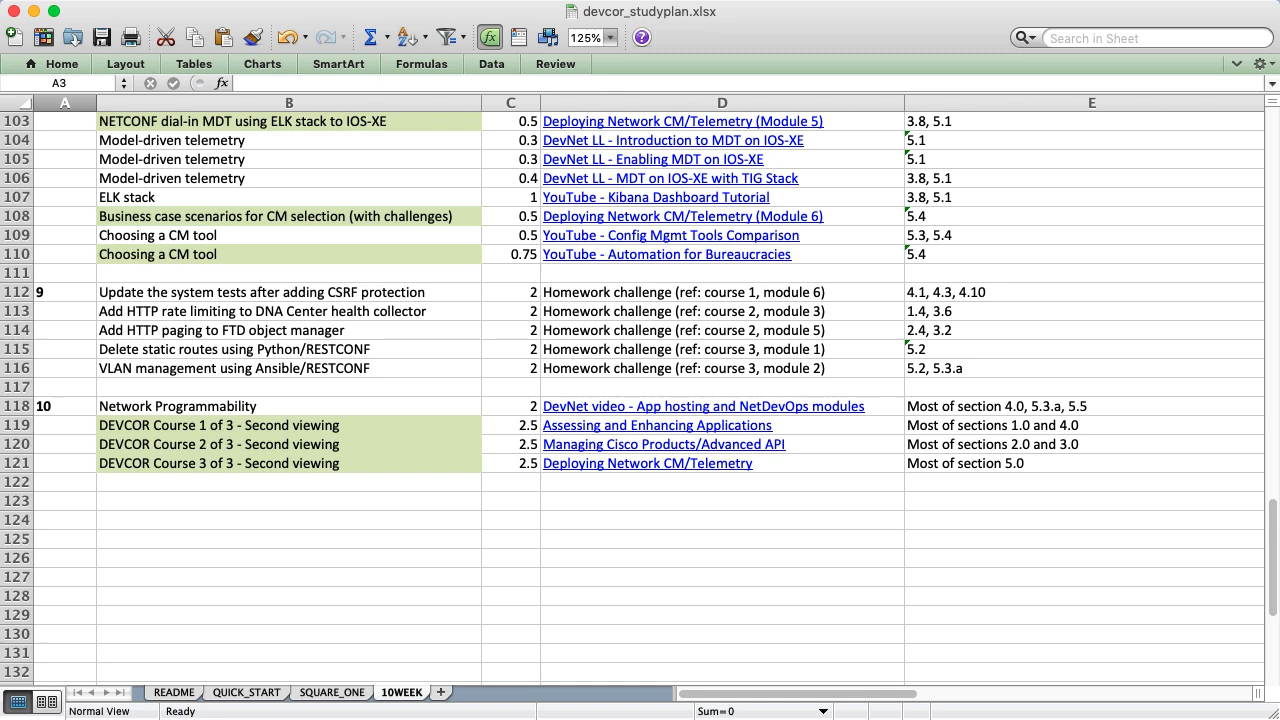 devcor_studyplan.xlsx
125% Search in Sheet
Home Layout Tables Charts SmartArt Formulas Data Review
A3 fx
A B C D E
103 NETCONF dial-in MDT using ELK stack to IOS-XE 0.5 Deploying Network CM/Telemetry (Module 5) 3.8, 5.1
104 Model-driven telemetry 0.3 DevNet LL - Introduction to MDT on IOS-XE 5.1
105 Model-driven telemetry 0.3 DevNet LL - Enabling MDT on IOS-XE 5.1
106 Model-driven telemetry 0.4 DevNet LL - MDT on IOS-XE with TIG Stack 3.8, 5.1
107 ELK stack 1 YouTube - Kibana Dashboard Tutorial 3.8, 5.1
108 Business case scenarios for CM selection (with challenges) 0.5 Deploying Network CM/Telemetry (Module 6) 5.4
109 Choosing a CM tool 0.5 YouTube - Config Mgmt Tools Comparison 5.3, 5.4
110 Choosing a CM tool 0.75 YouTube - Automation for Bureaucracies 5.4
111
112 9 Update the system tests after adding CSRF protection 2 Homework challenge (ref: course 1, module 6) 4.1, 4.3, 4.10
113 Add HTTP rate limiting to DNA Center health collector 2 Homework challenge (ref: course 2, module 3) 1.4, 3.6
114 Add HTTP paging to FTD object manager 2 Homework challenge (ref: course 2, module 5) 2.4, 3.2
115 Delete static routes using Python/RESTCONF 2 Homework challenge (ref: course 3, module 1) 5.2
116 VLAN management using Ansible/RESTCONF 2 Homework challenge (ref: course 3, module 2) 5.2, 5.3.a
117
118 10 Network Programmability 2 DevNet video - App hosting and NetDevOps modules Most of section 4.0, 5.3.a, 5.5
119 DEVCOR Course 1 of 3 - Second viewing 2.5 Assessing and Enhancing Applications Most of sections 1.0 and 4.0
120 DEVCOR Course 2 of 3 - Second viewing 2.5 Managing Cisco Products/Advanced API Most of sections 2.0 and 3.0
121 DEVCOR Course 3 of 3 - Second viewing 2.5 Deploying Network CM/Telemetry Most of section 5.0
122
123
124
125
126
127
128
129
130
131
132
README QUICK_START SQUARE_ONE 10WEEK +
Normal View Ready Sum=0